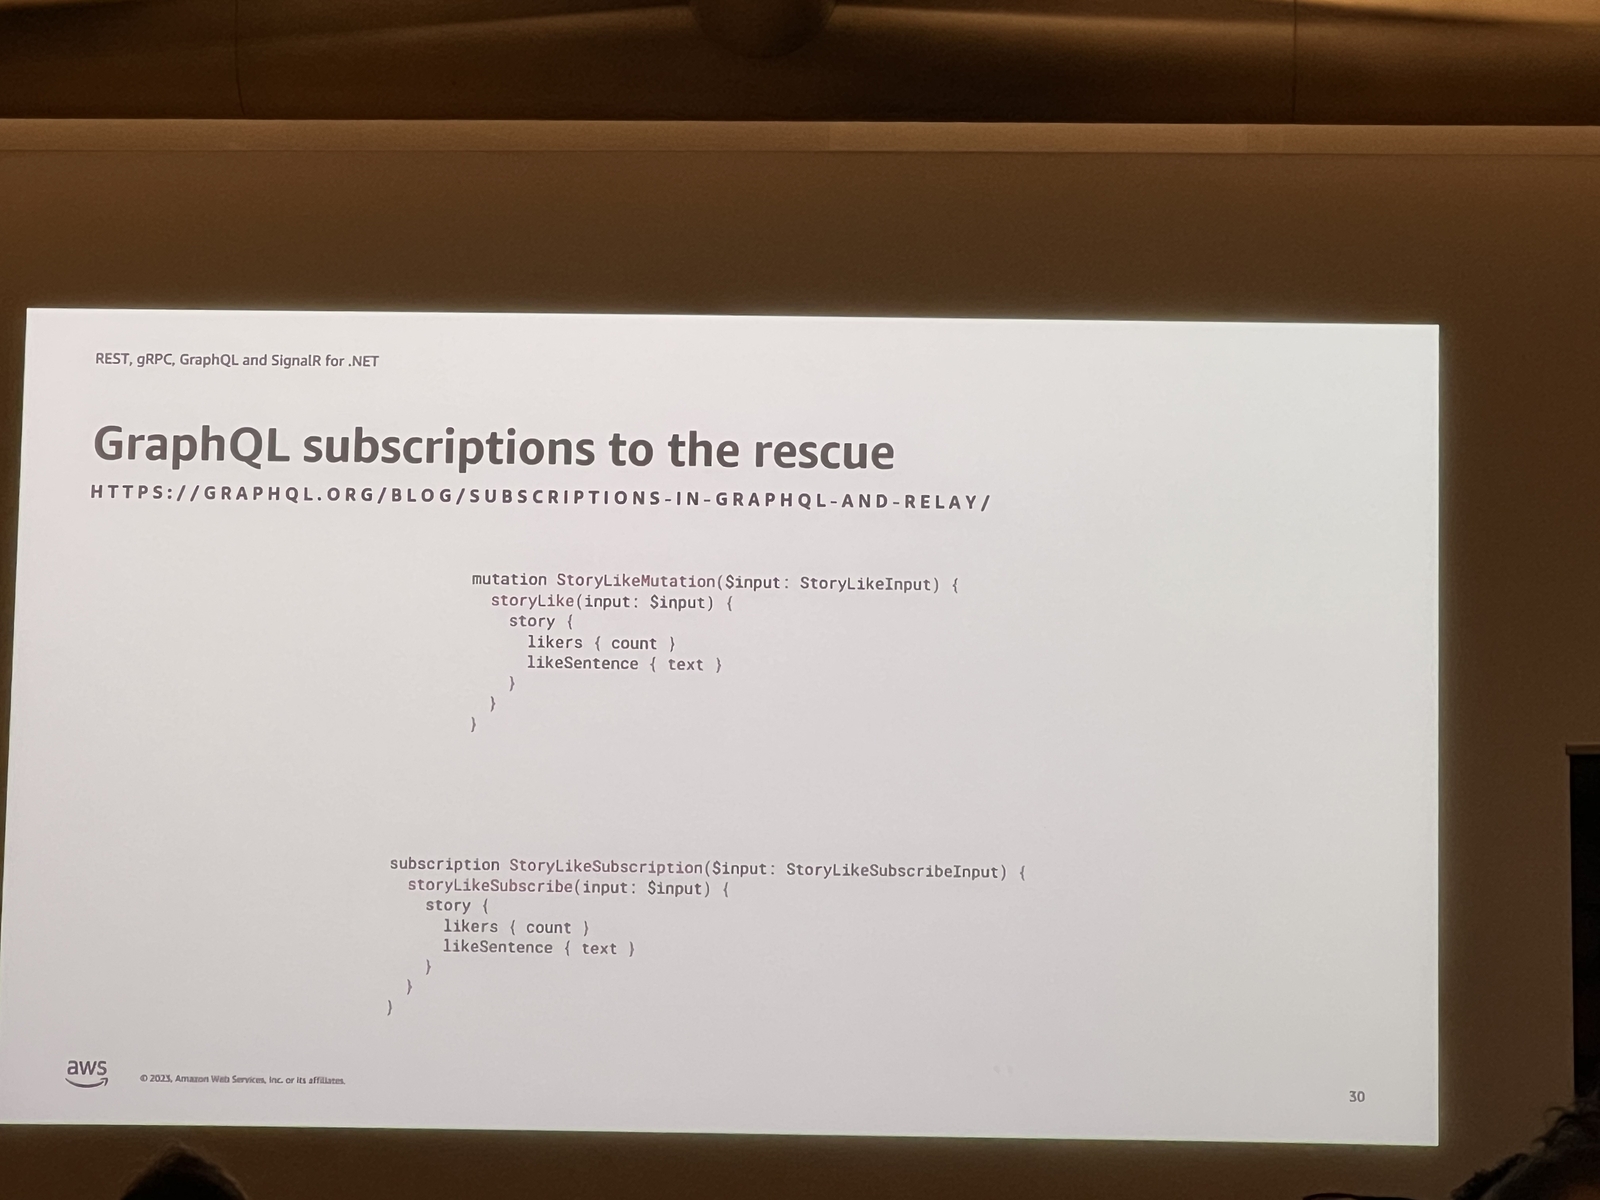 REST, gRPC, GraphQL and SignalR for .NET
GraphQL subscriptions to the rescue
HTTPS://GRAPHQL.ORG/BLOG/SUBSCRIPTIONS-IN-GRAPHQL-AND-RELAY/
mutation StoryLikeMutation($input: StoryLikeInput) {
  storyLike(input: $input) {
    story {
      likers { count }
      likeSentence { text }
    }
  }
}
subscription StoryLikeSubscription($input: StoryLikeSubscribeInput) {
  storyLikeSubscribe(input: $input) {
    story {
      likers { count }
      likeSentence { text }
    }
  }
}
aws
© 2023, Amazon Web Services, Inc. or its affiliates.
30